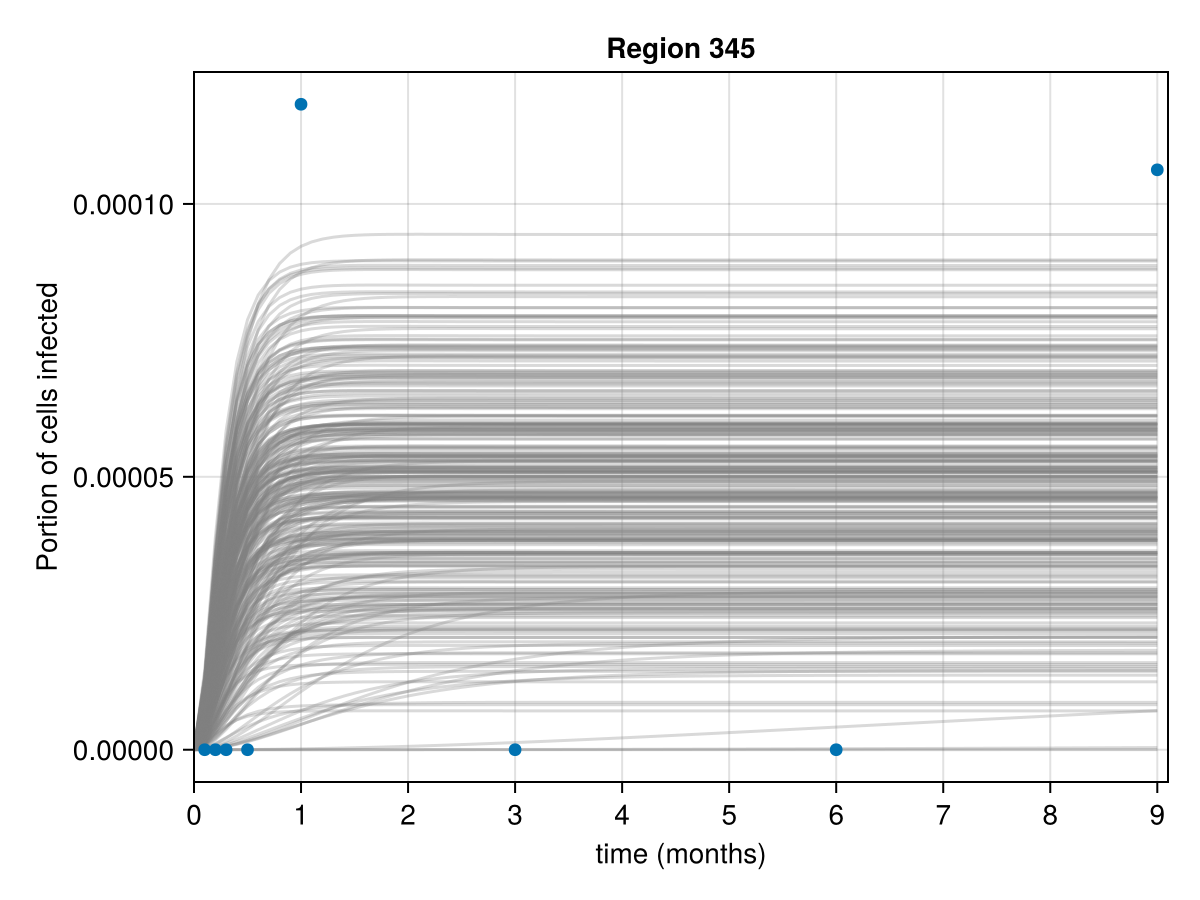 Region 345
Portion of cells infected
0.00010
0.00005
0.00000
0 1 2 3 4 5 6 7 8 9
time (months)